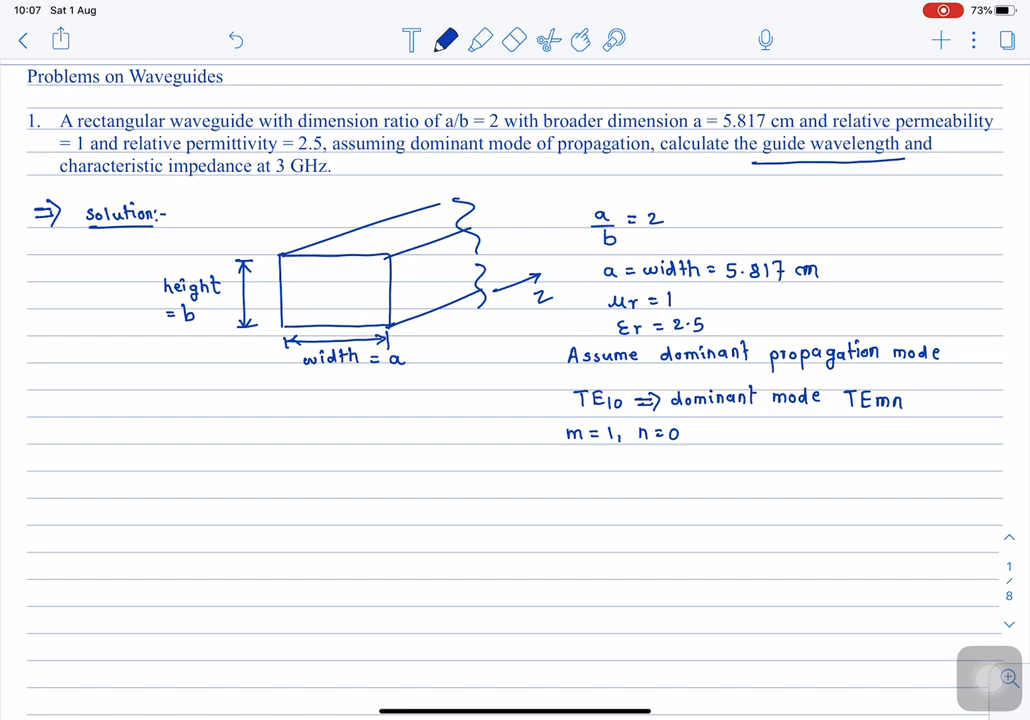 10:07 Sat 1 Aug
73%
T
Problems on Waveguides
1. A rectangular waveguide with dimension ratio of a/b = 2 with broader dimension a = 5.817 cm and relative permeability
= 1 and relative permittivity = 2.5, assuming dominant mode of propagation, calculate the guide wavelength and
characteristic impedance at 3 GHz.
⇒ Solution:-
a/b = 2
a = width = 5.817 cm
μr = 1
εr = 2.5
height
= b
z
width = a
Assume dominant propagation mode
TE10 ⇒ dominant mode TEmn
m = 1, n = 0
1
/
8